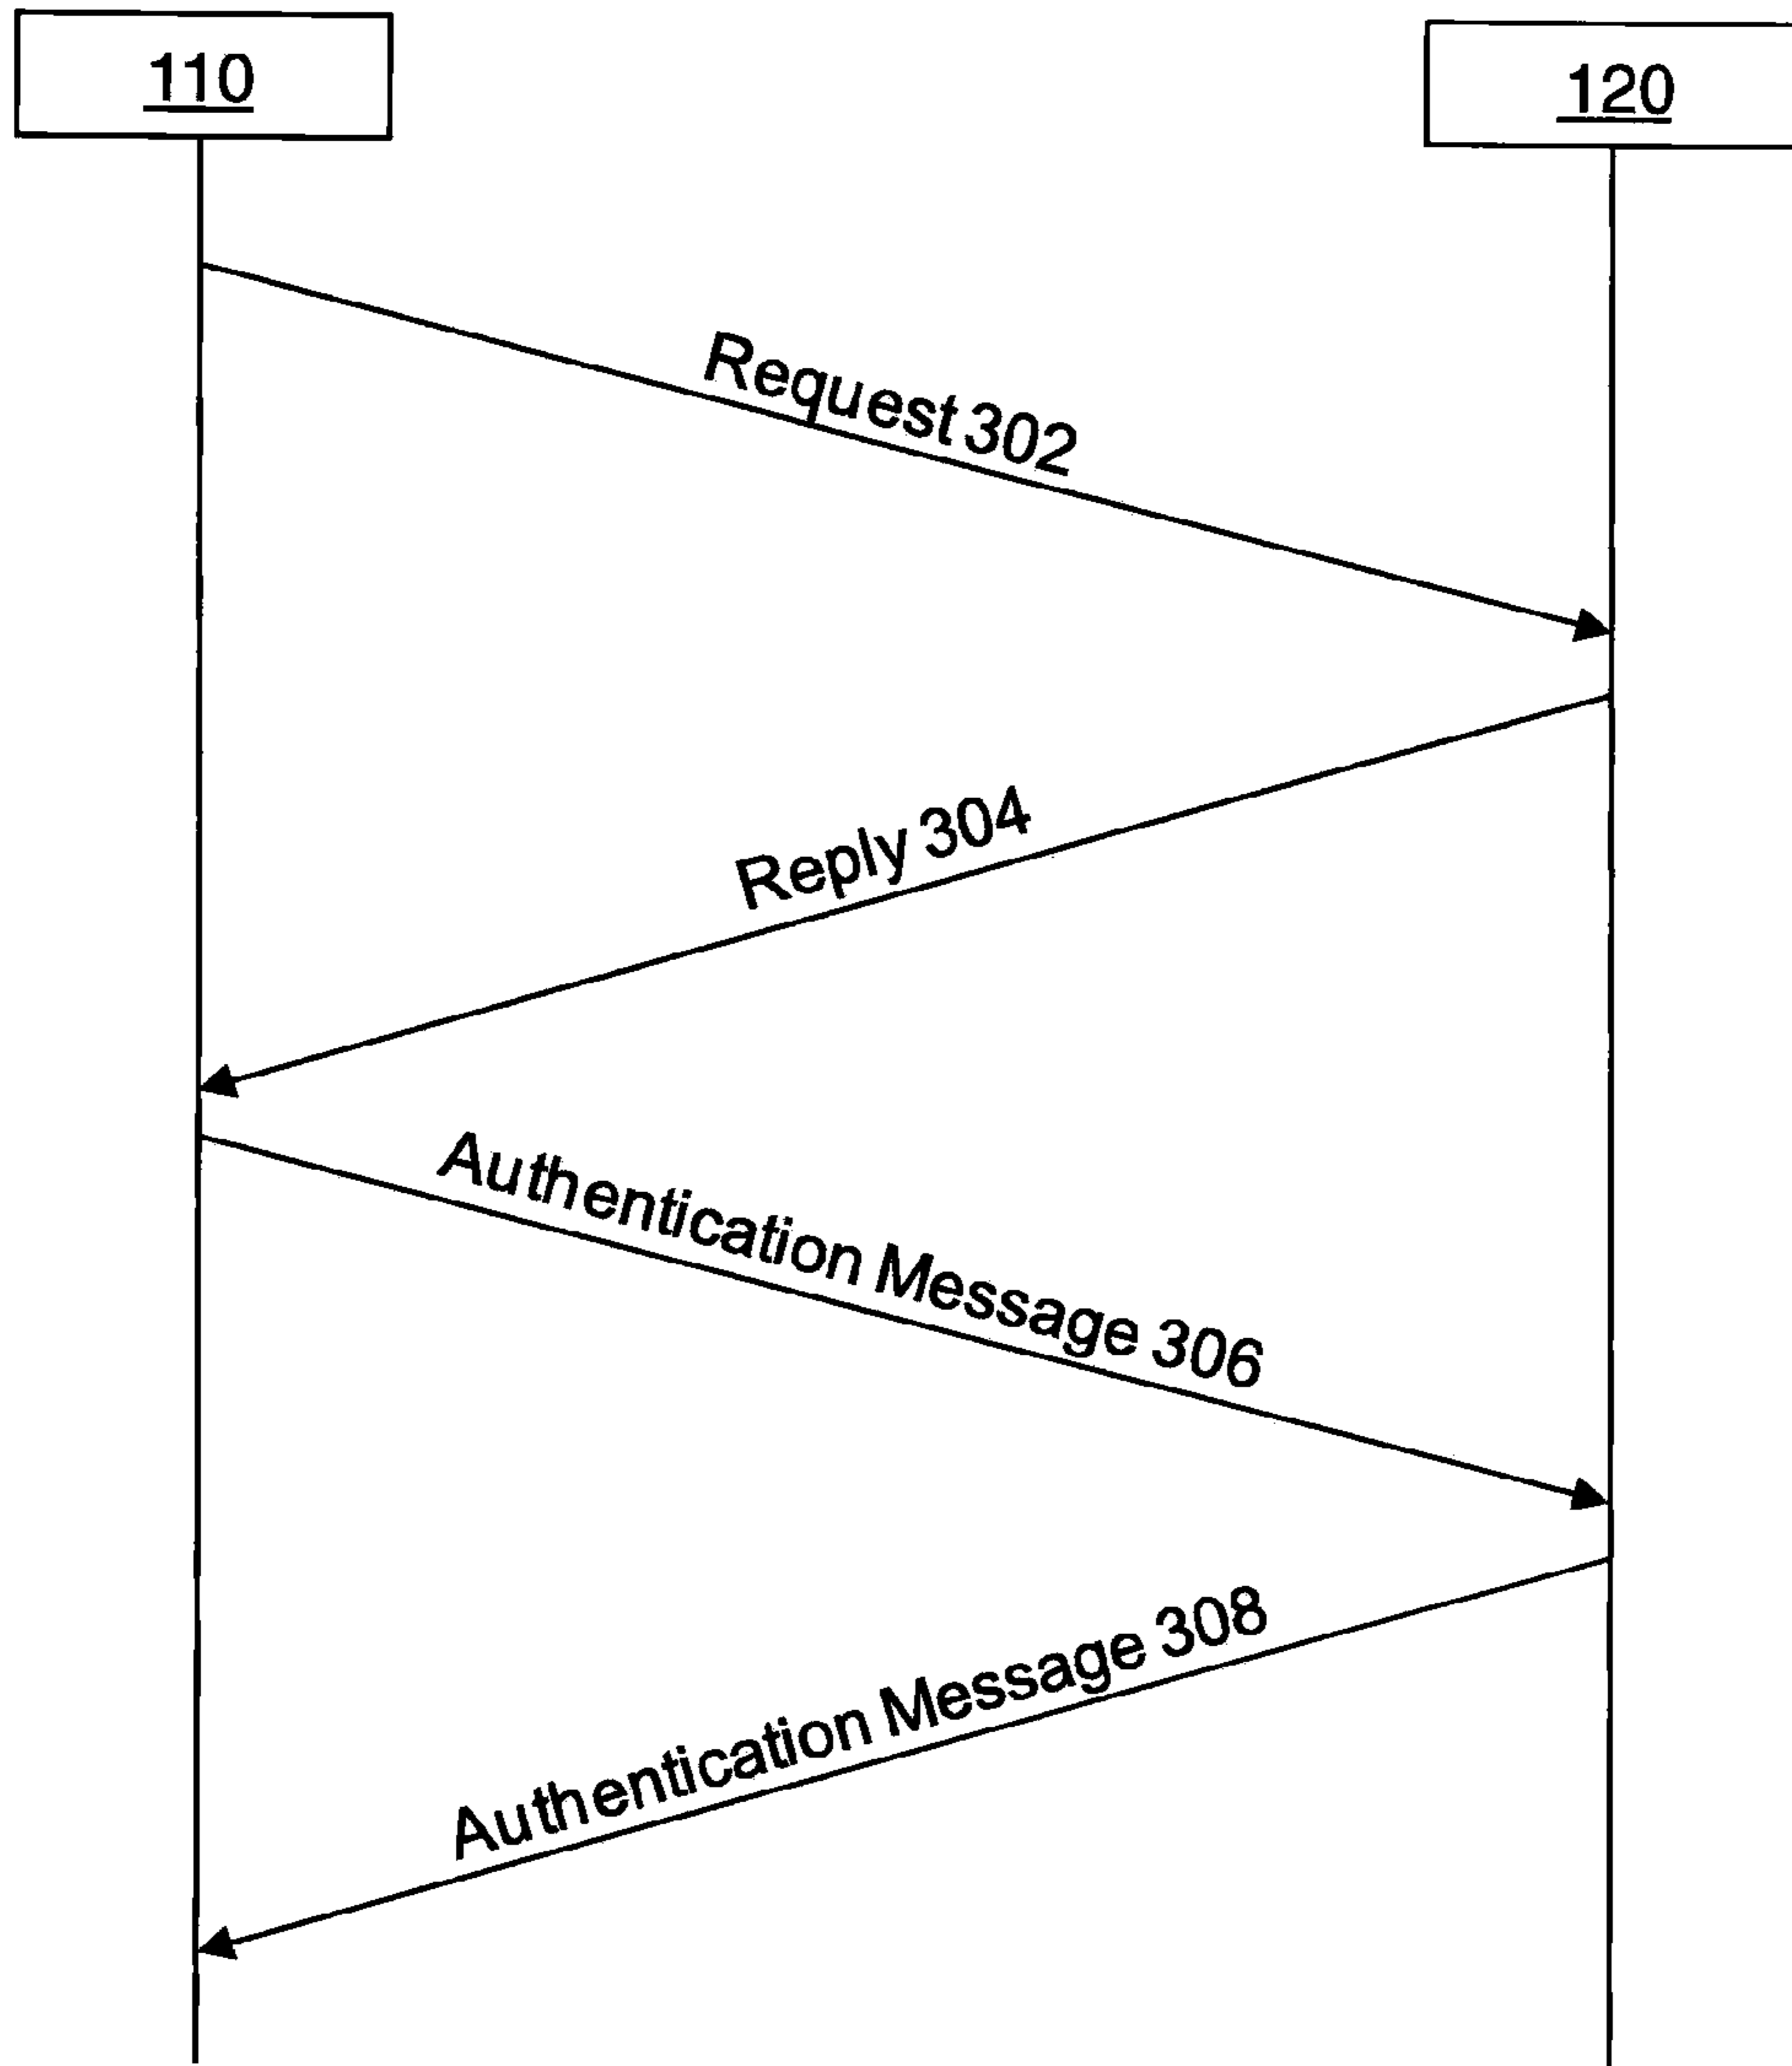 110
120
Request 302
Reply 304
Authentication Message 306
Authentication Message 308